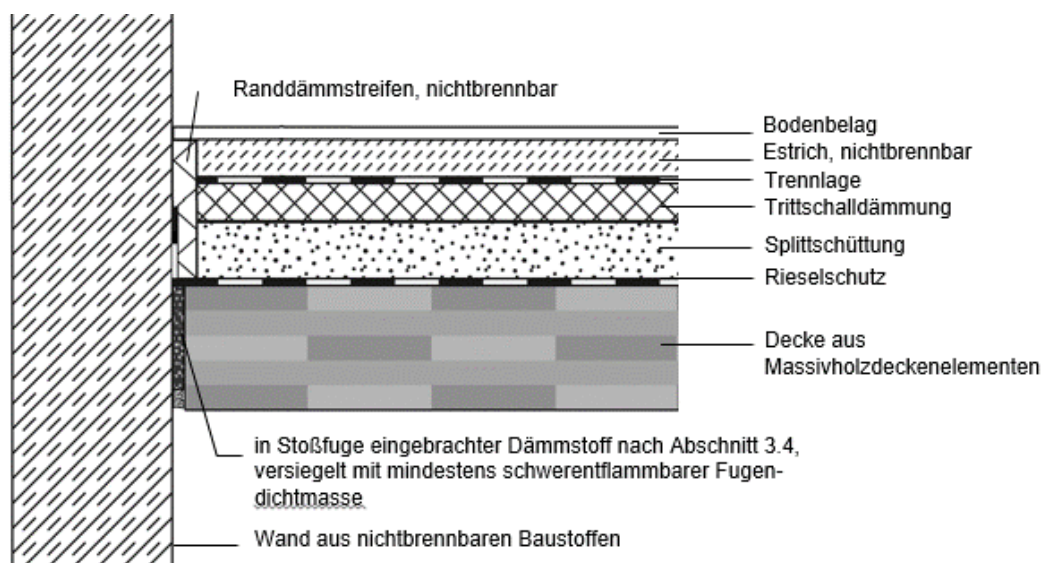 Randdämmstreifen, nichtbrennbar
Bodenbelag
Estrich, nichtbrennbar
Trennlage
Trittschalldämmung
Splittschüttung
Rieselschutz
Decke aus
Massivholzdeckenelementen
in Stoßfuge eingebrachter Dämmstoff nach Abschnitt 3.4,
versiegelt mit mindestens schwerentflammbarer Fugen-
dichtmasse
Wand aus nichtbrennbaren Baustoffen